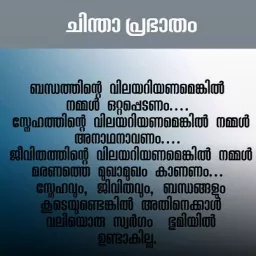 ചിന്താ പ്രഭാതം
ബന്ധത്തിന്റെ വിലയറിയണമെങ്കിൽ
നമ്മൾ ഒറ്റപ്പെടണം....
സ്നേഹത്തിന്റെ വിലയറിയണമെങ്കിൽ നമ്മൾ
അനാഥനാവണം....
ജീവിതത്തിന്റെ വിലയറിയണമെങ്കിൽ നമ്മൾ
മരണത്തെ മുഖാമുഖം കാണണം...
സ്നേഹവും, ജീവിതവും, ബന്ധങ്ങളും
കൂടെയുണ്ടെങ്കിൽ അതിനെക്കാൾ
വലിയൊരു സ്വർഗം ഭൂമിയിൽ
ഉണ്ടാകില്ല.